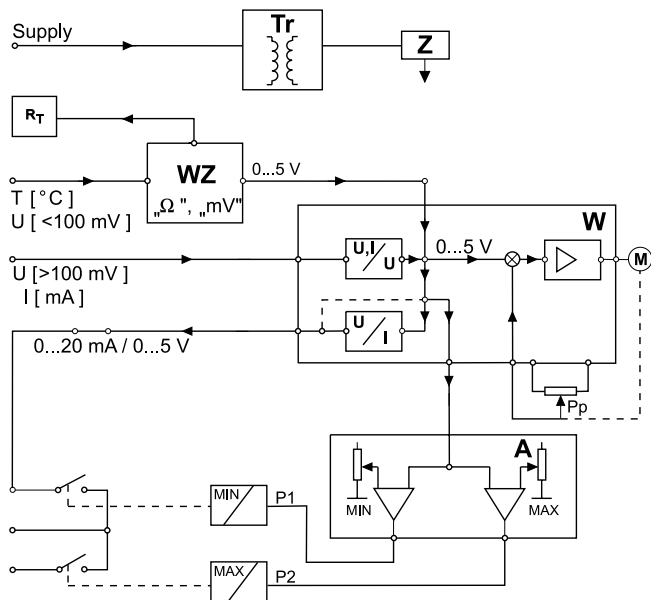 Supply
Tr
Z
RT
WZ
"Ω", "mV"
0...5 V
T [°C]
U [<100 mV]
W
U,I/U
0...5 V
M
U [>100 mV]
I [mA]
U/I
0...20 mA / 0...5 V
Pp
A
MIN
MAX
MIN
P1
MAX
P2